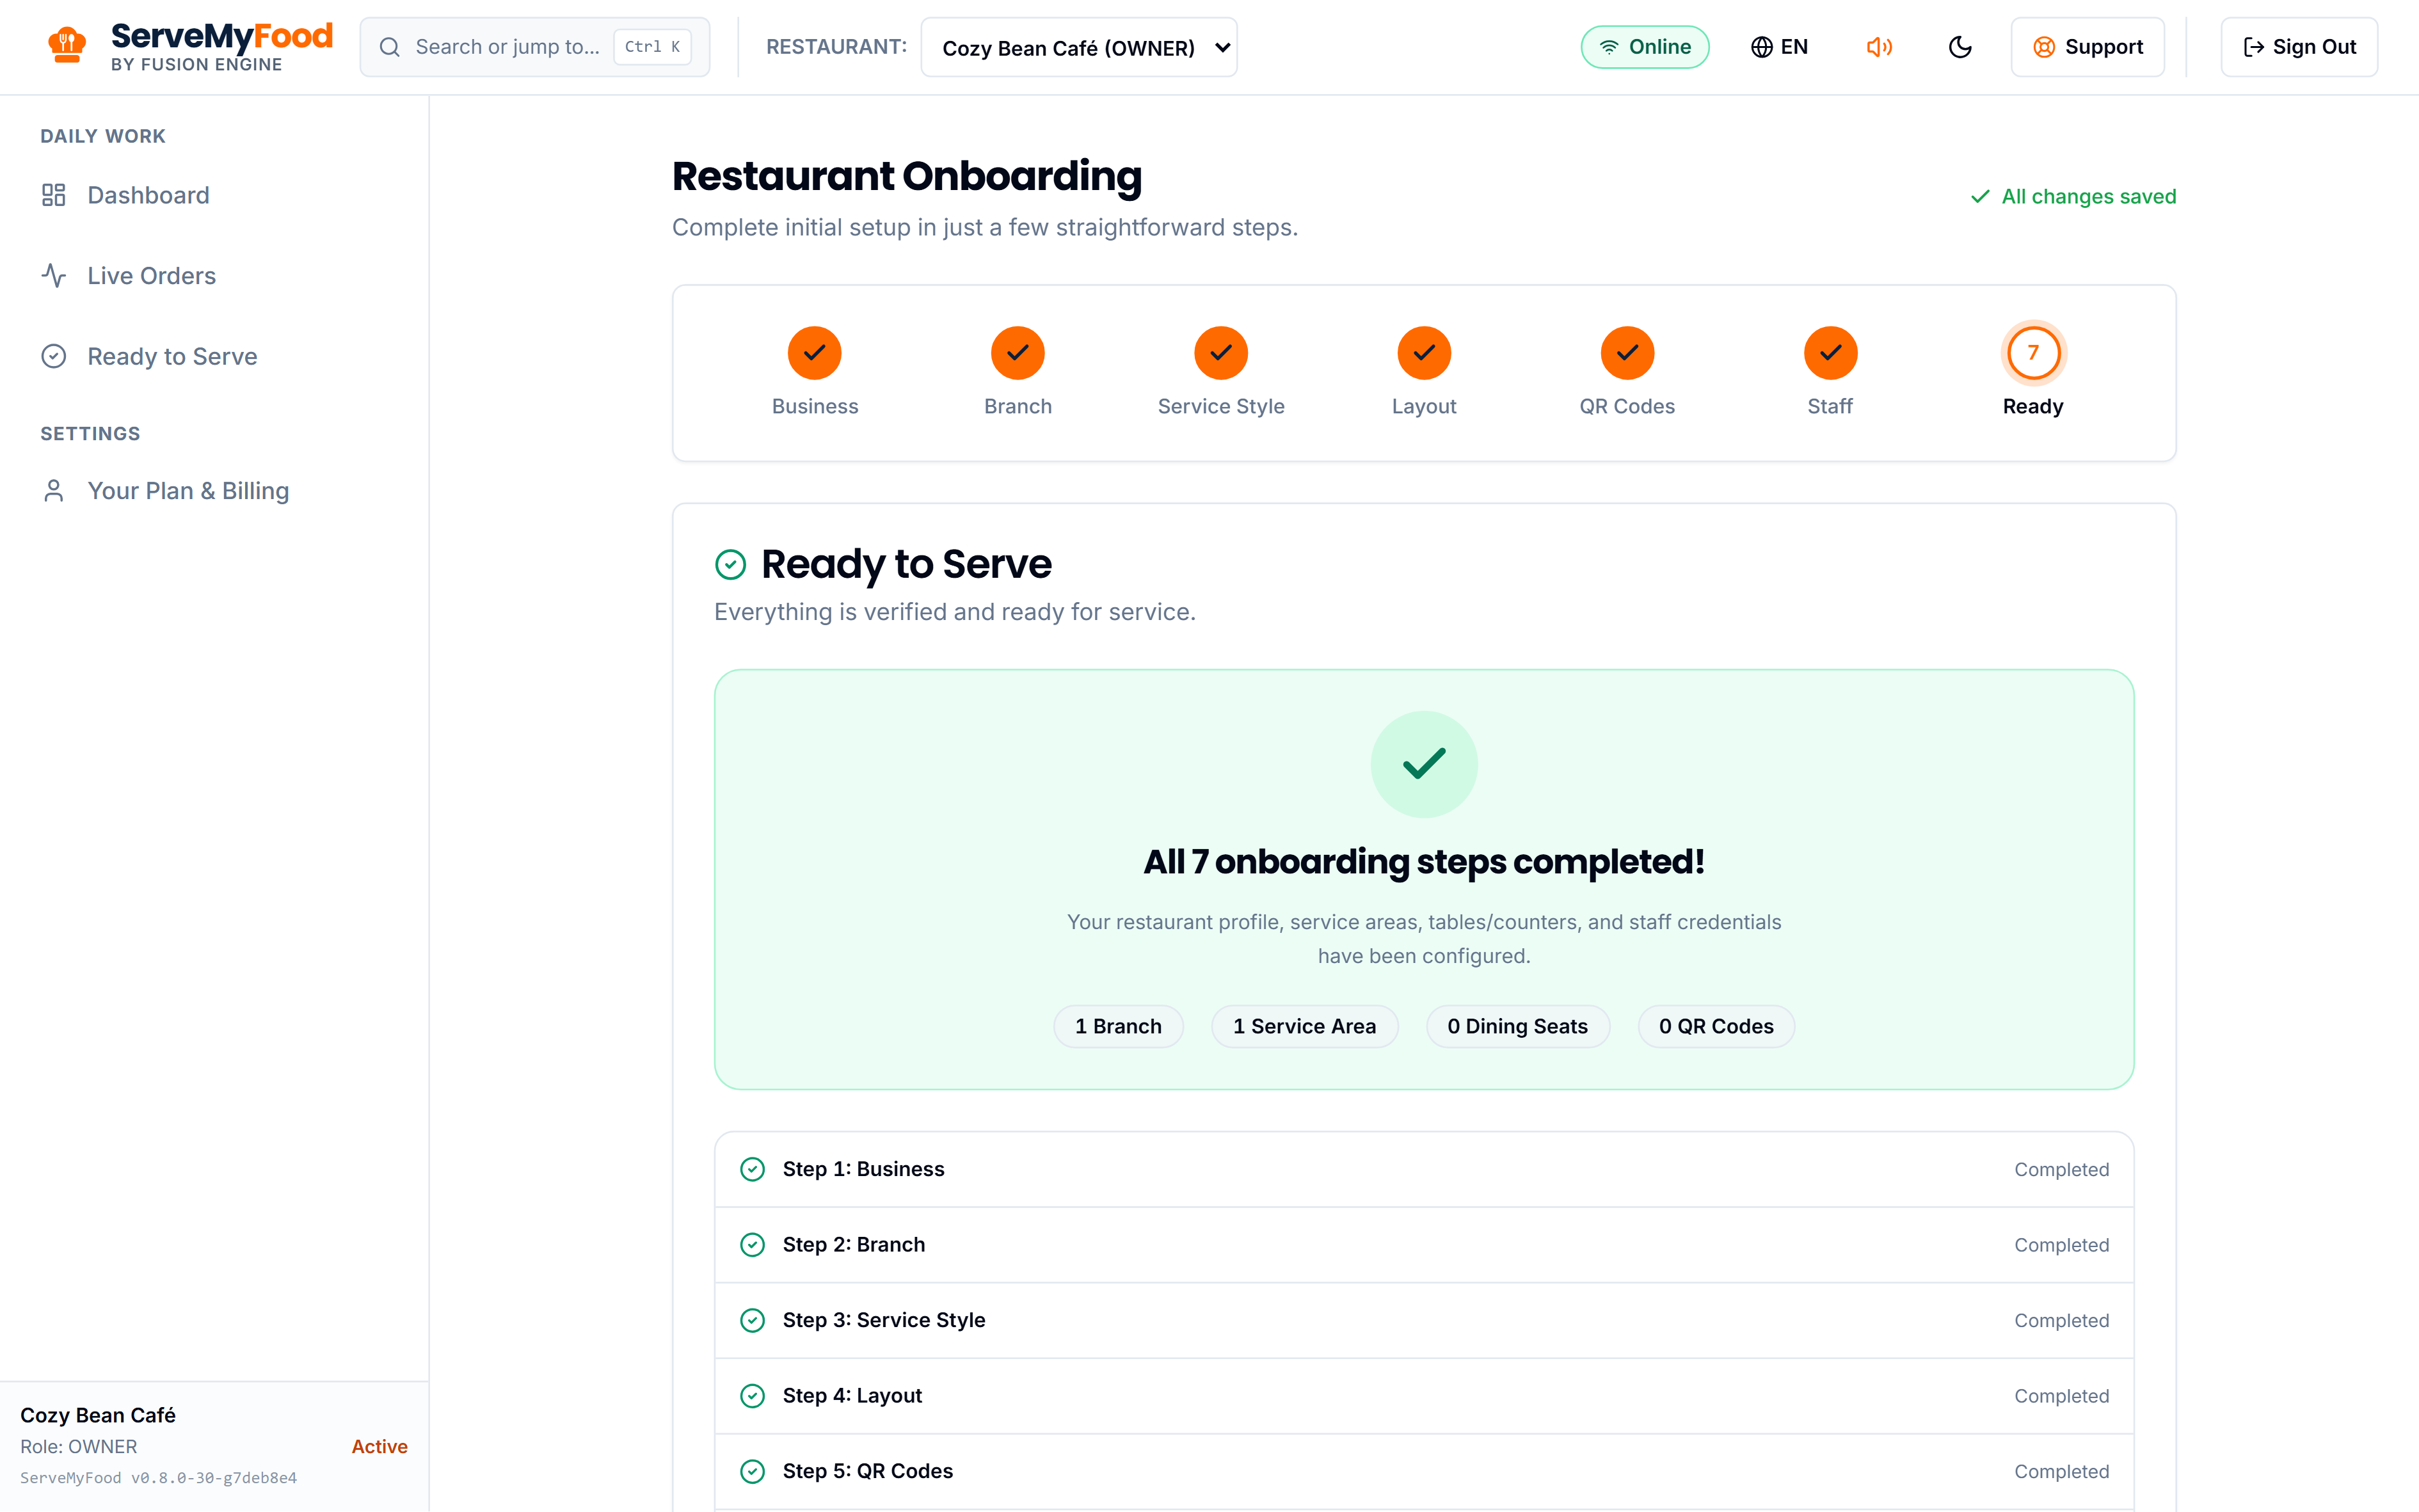 ServeMyFood
BY FUSION ENGINE
Search or jump to...
Ctrl K
RESTAURANT:
Cozy Bean Café (OWNER)
Online
EN
Support
Sign Out
DAILY WORK
Dashboard
Live Orders
Ready to Serve
SETTINGS
Your Plan & Billing
Cozy Bean Café
Role: OWNER
Active
ServeMyFood v0.8.0-30-g7deb8e4
Restaurant Onboarding
Complete initial setup in just a few straightforward steps.
All changes saved
Business
Branch
Service Style
Layout
QR Codes
Staff
7
Ready
Ready to Serve
Everything is verified and ready for service.
All 7 onboarding steps completed!
Your restaurant profile, service areas, tables/counters, and staff credentials
have been configured.
1 Branch
1 Service Area
0 Dining Seats
0 QR Codes
Step 1: Business
Completed
Step 2: Branch
Completed
Step 3: Service Style
Completed
Step 4: Layout
Completed
Step 5: QR Codes
Completed